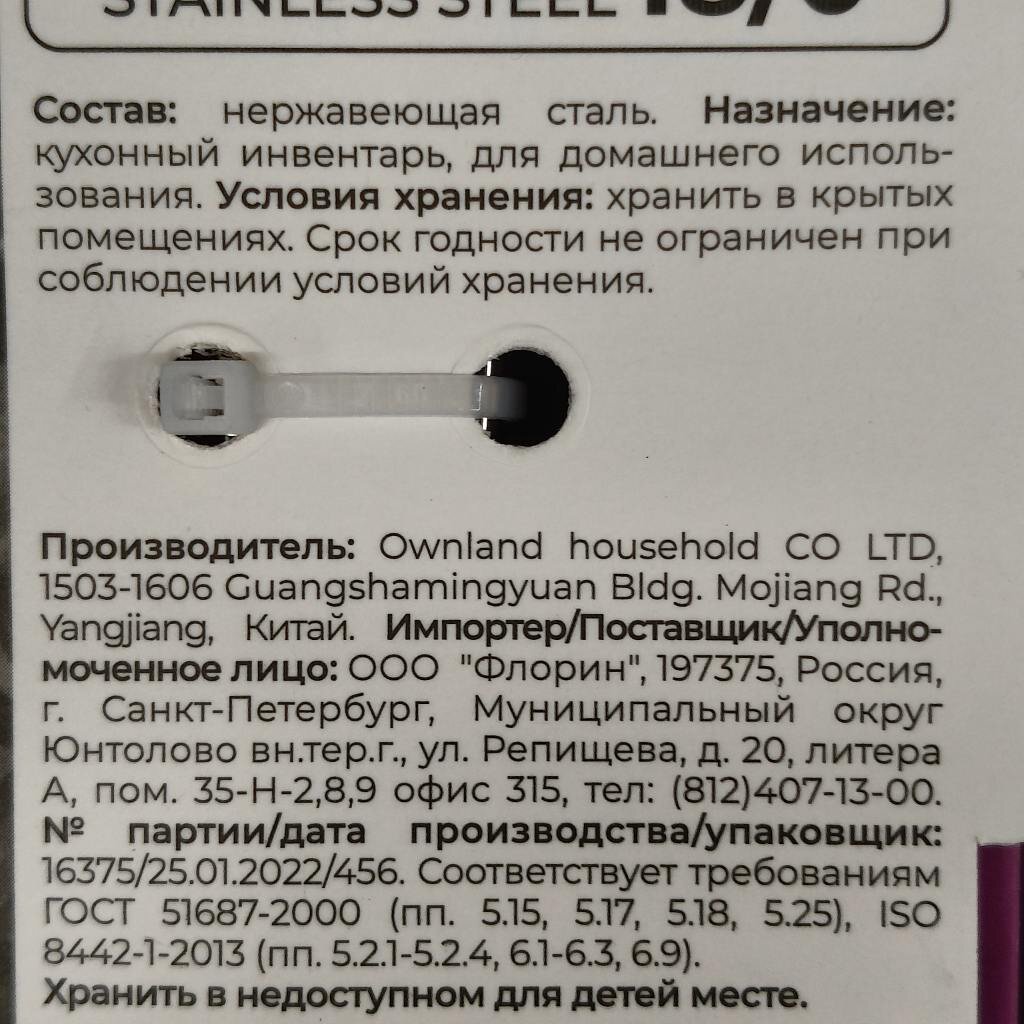 STAINLESS STEEL 18/0
Состав: нержавеющая сталь. Назначение:
кухонный инвентарь, для домашнего исполь-
зования. Условия хранения: хранить в крытых
помещениях. Срок годности не ограничен при
соблюдении условий хранения.
Производитель: Ownland household CO LTD,
1503-1606 Guangshamingyuan Bldg. Mojiang Rd.,
Yangjiang, Китай. Импортер/Поставщик/Уполно-
моченное лицо: ООО "Флорин", 197375, Россия,
г. Санкт-Петербург, Муниципальный округ
Юнтолово вн.тер.г., ул. Репищева, д. 20, литера
А, пом. 35-Н-2,8,9 офис 315, тел: (812)407-13-00.
№ партии/дата производства/упаковщик:
16375/25.01.2022/456. Соответствует требованиям
ГОСТ 51687-2000 (пп. 5.15, 5.17, 5.18, 5.25), ISO
8442-1-2013 (пп. 5.2.1-5.2.4, 6.1-6.3, 6.9).
Хранить в недоступном для детей месте.